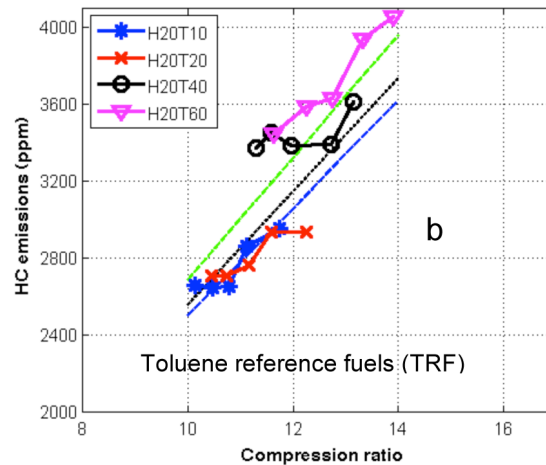 4000
3600
3200
2800
2400
2000
HC emissions (ppm)
H20T10
H20T20
H20T40
H20T60
b
Toluene reference fuels (TRF)
8
10
12
14
16
Compression ratio